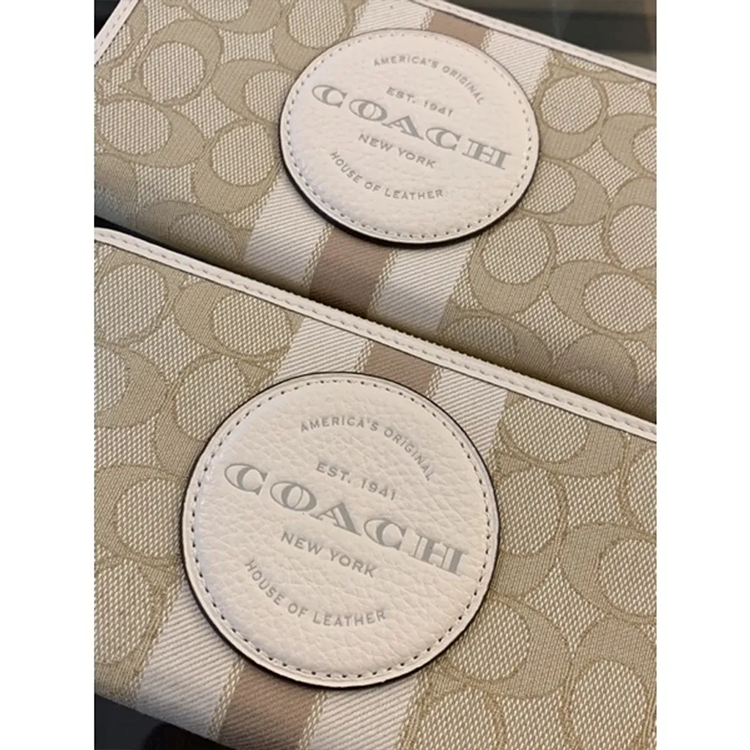 AMERICA'S ORIGINAL
EST. 1941
COACH
NEW YORK
HOUSE OF LEATHER
AMERICA'S ORIGINAL
EST. 1941
COACH
NEW YORK
HOUSE OF LEATHER